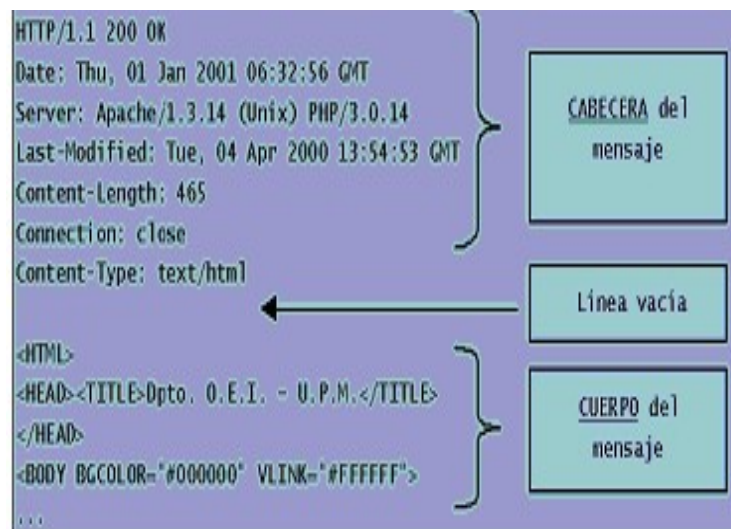 HTTP/1.1 200 OK
Date: Thu, 01 Jan 2001 06:32:56 GMT
Server: Apache/1.3.14 (Unix) PHP/3.0.14
Last-Modified: Tue, 04 Apr 2000 13:54:53 GMT
Content-Length: 465
Connection: close
Content-Type: text/html
CABECERA del
mensaje
Línea vacía
<HTML>
<HEAD><TITLE>Dpto. O.E.I. - U.P.M.</TITLE>
</HEAD>
<BODY BGCOLOR="#000000" VLINK="#FFFFFF">
...
CUERPO del
mensaje